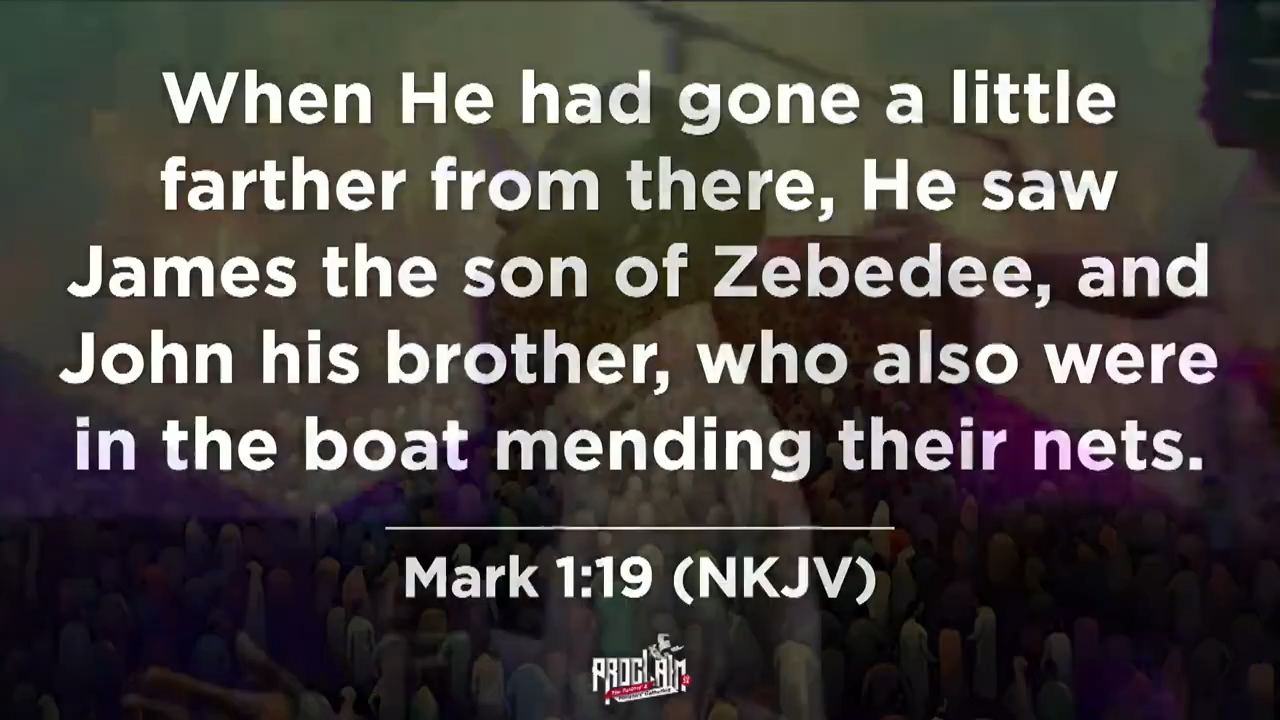 When He had gone a little
farther from there, He saw
James the son of Zebedee, and
John his brother, who also were
in the boat mending their nets.
Mark 1:19 (NKJV)
PROCLAIM